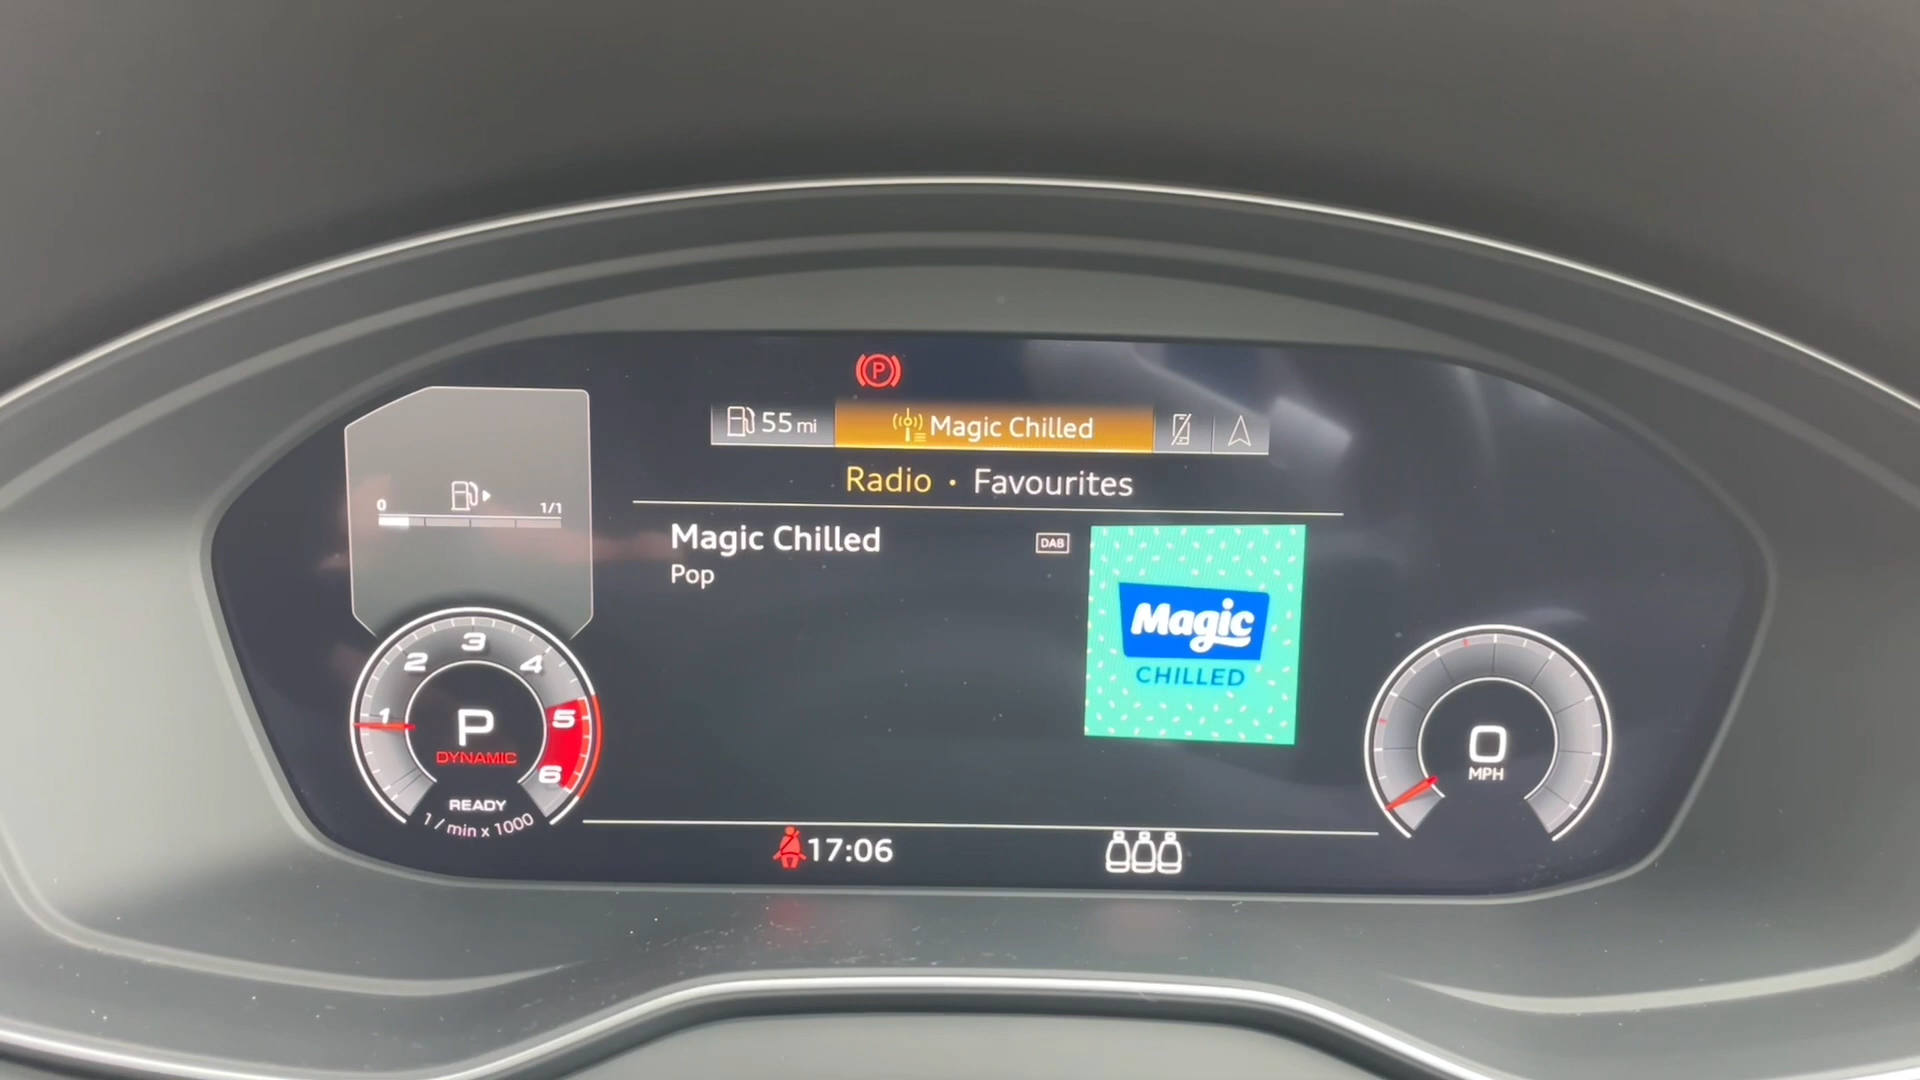 P
55 mi
Magic Chilled
Radio · Favourites
0
1/1
Magic Chilled
DAB
Pop
Magic
CHILLED
1
2
3
4
5
6
P
DYNAMIC
READY
1 / min x 1000
0
MPH
17:06